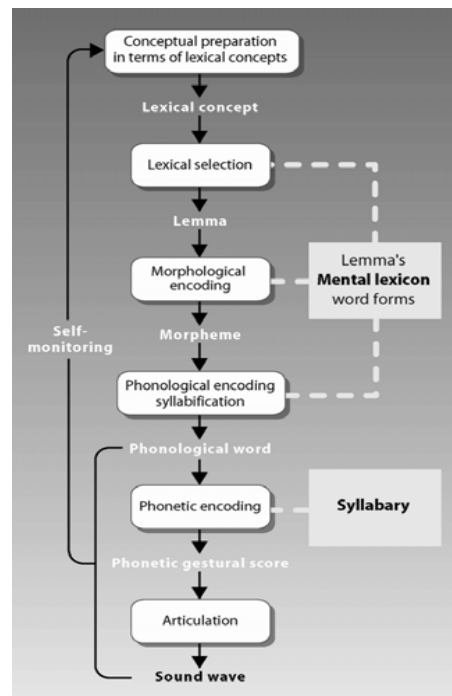 Conceptual preparation
in terms of lexical concepts
Lexical concept
Lexical selection
Lemma
Lemma's
Mental lexicon
word forms
Morphological
encoding
Self-
monitoring
Morpheme
Phonological encoding
syllabification
Phonological word
Phonetic encoding
Syllabary
Phonetic gestural score
Articulation
Sound wave